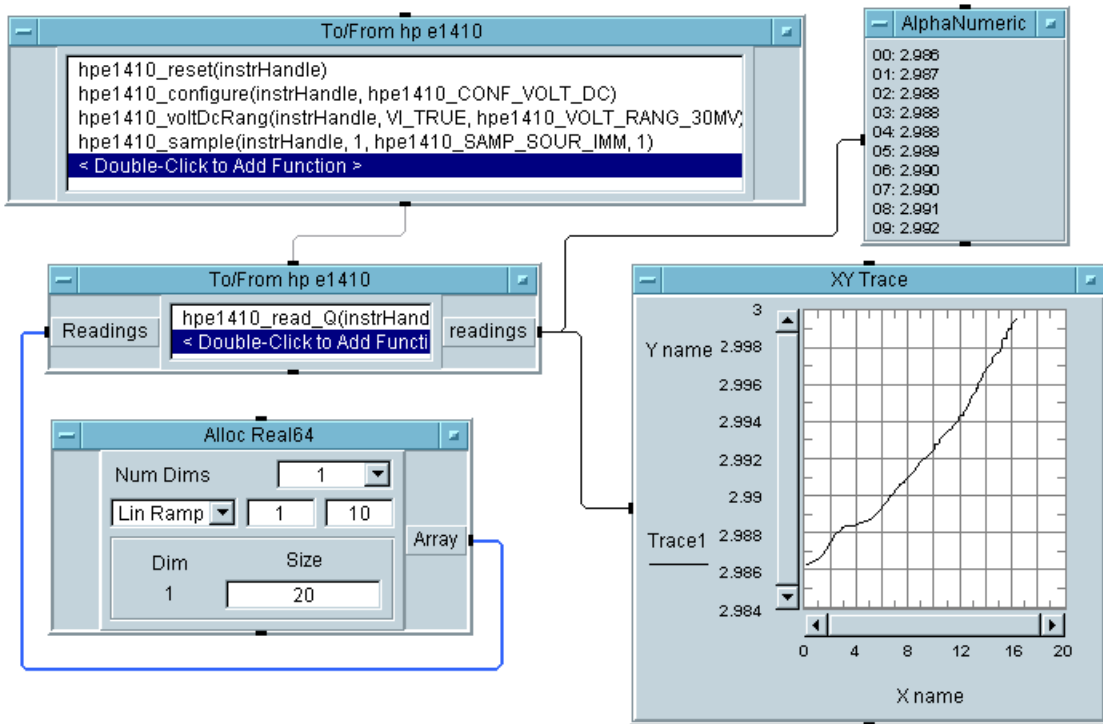 To/From hp e1410
hpe1410_reset(instrHandle)
hpe1410_configure(instrHandle, hpe1410_CONF_VOLT_DC)
hpe1410_voltDcRang(instrHandle, VI_TRUE, hpe1410_VOLT_RANG_30MV)
hpe1410_sample(instrHandle, 1, hpe1410_SAMP_SOUR_IMM, 1)
< Double-Click to Add Function >
AlphaNumeric
00: 2.986
01: 2.987
02: 2.988
03: 2.988
04: 2.988
05: 2.989
06: 2.990
07: 2.990
08: 2.991
09: 2.992
To/From hp e1410
Readings
hpe1410_read_Q(instrHand
< Double-Click to Add Functi
readings
Alloc Real64
Num Dims 1
Lin Ramp 1 10
Dim Size
1 20
Array
XY Trace
Y name
3
2.998
2.996
2.994
2.992
2.99
2.988
2.986
2.984
Trace1
0 4 8 12 16 20
X name